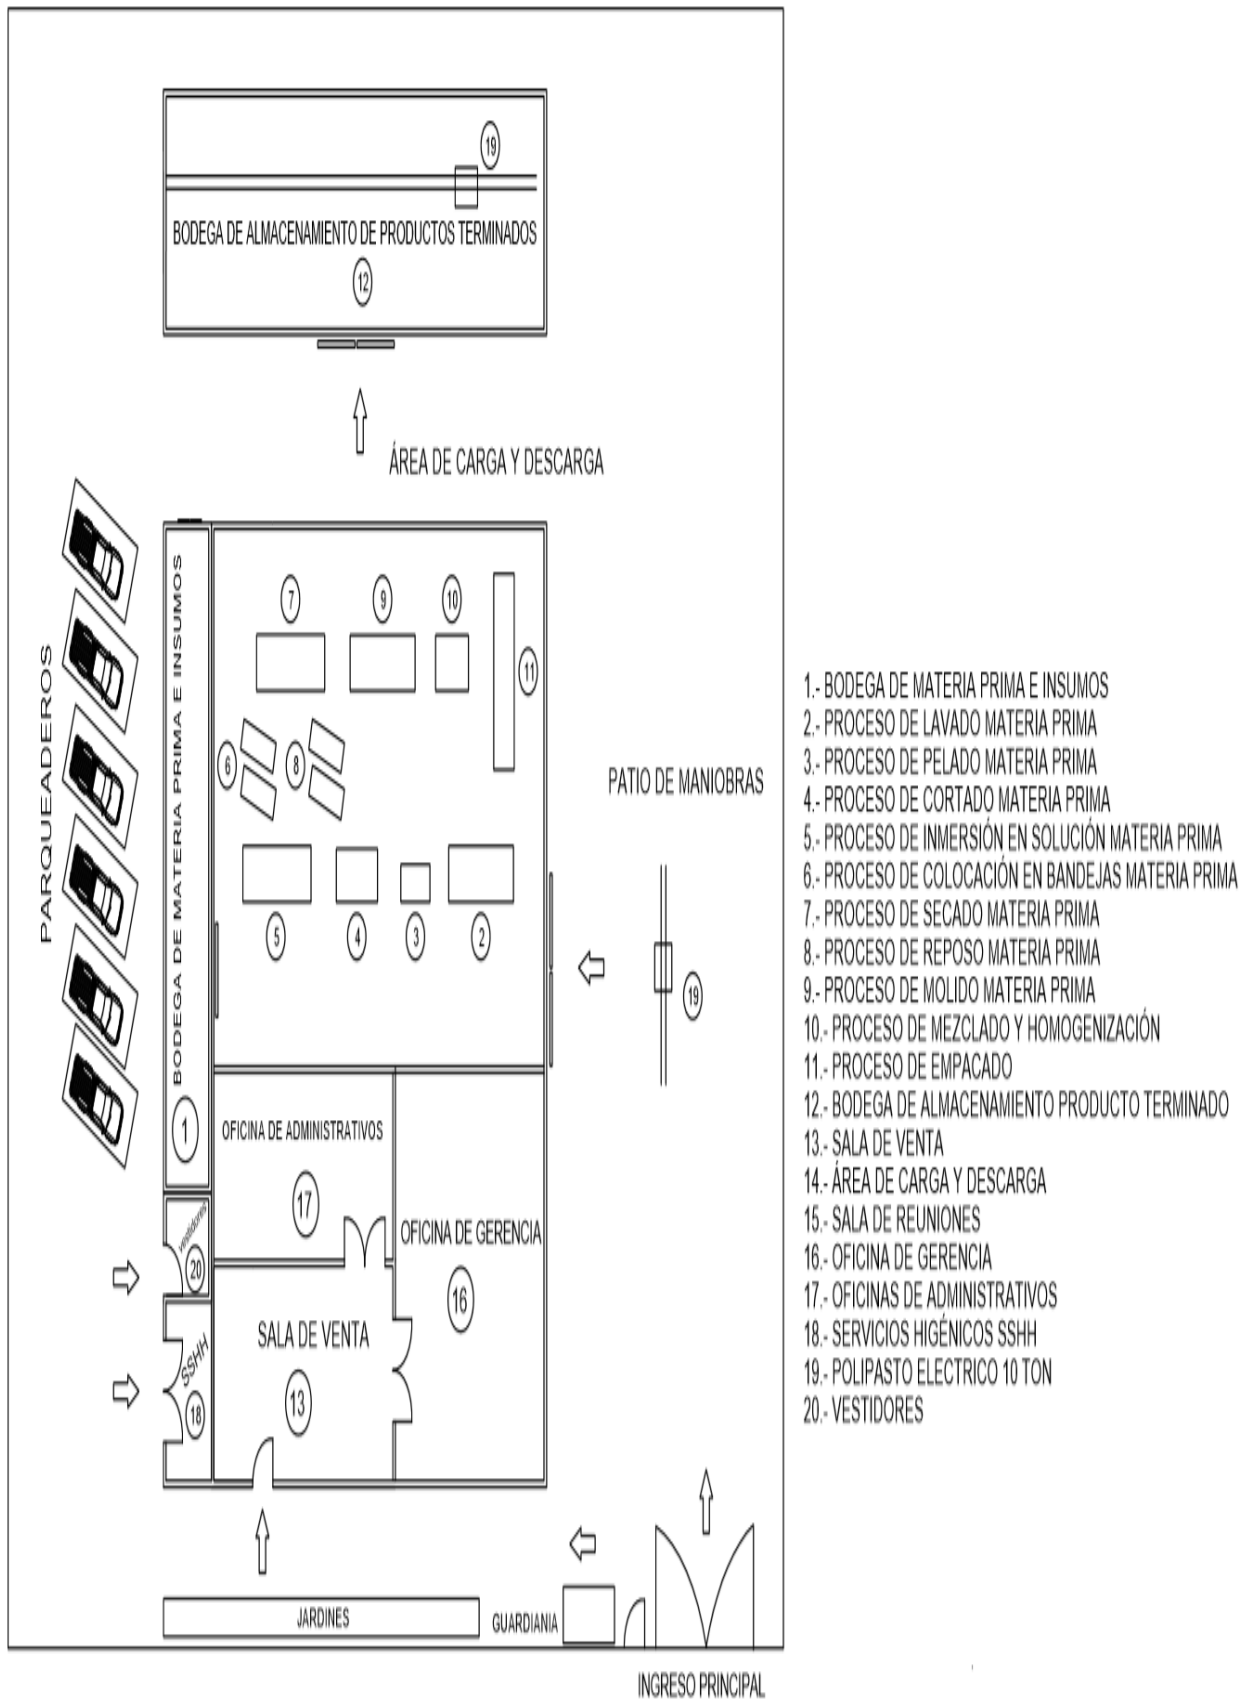 19
BODEGA DE ALMACENAMIENTO DE PRODUCTOS TERMINADOS
12
ÁREA DE CARGA Y DESCARGA
PARQUEADEROS
BODEGA DE MATERIA PRIMA E INSUMOS
1
7
9
10
11
6
8
5
4
3
2
PATIO DE MANIOBRAS
19
OFICINA DE ADMINISTRATIVOS
17
OFICINA DE GERENCIA
16
vestidores
20
SALA DE VENTA
13
SSHH
18
JARDINES
GUARDIANIA
INGRESO PRINCIPAL
1.- BODEGA DE MATERIA PRIMA E INSUMOS
2.- PROCESO DE LAVADO MATERIA PRIMA
3.- PROCESO DE PELADO MATERIA PRIMA
4.- PROCESO DE CORTADO MATERIA PRIMA
5.- PROCESO DE INMERSIÓN EN SOLUCIÓN MATERIA PRIMA
6.- PROCESO DE COLOCACIÓN EN BANDEJAS MATERIA PRIMA
7.- PROCESO DE SECADO MATERIA PRIMA
8.- PROCESO DE REPOSO MATERIA PRIMA
9.- PROCESO DE MOLIDO MATERIA PRIMA
10.- PROCESO DE MEZCLADO Y HOMOGENIZACIÓN
11.- PROCESO DE EMPACADO
12.- BODEGA DE ALMACENAMIENTO PRODUCTO TERMINADO
13.- SALA DE VENTA
14.- ÁREA DE CARGA Y DESCARGA
15.- SALA DE REUNIONES
16.- OFICINA DE GERENCIA
17.- OFICINAS DE ADMINISTRATIVOS
18.- SERVICIOS HIGÉNICOS SSHH
19.- POLIPASTO ELECTRICO 10 TON
20.- VESTIDORES